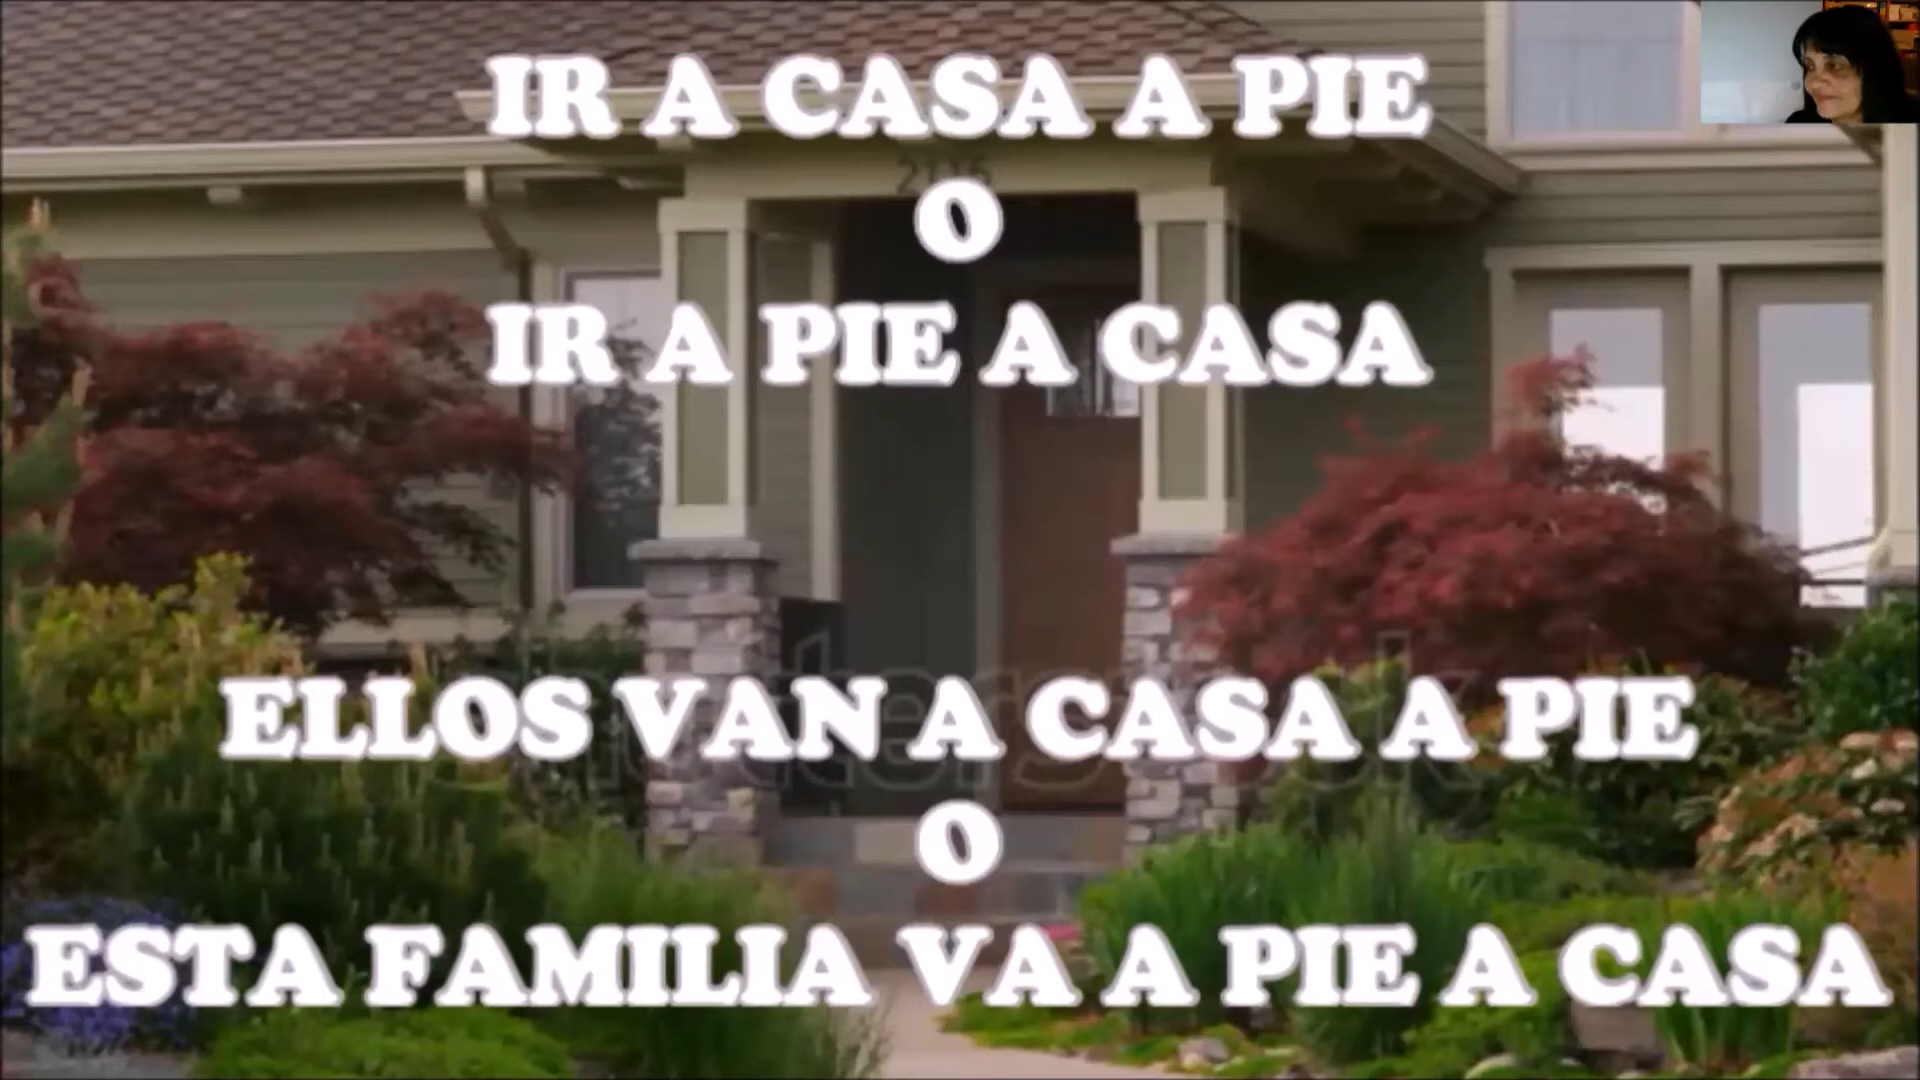 IR A CASA A PIE
O
IR A PIE A CASA
ELLOS VAN A CASA A PIE
O
ESTA FAMILIA VA A PIE A CASA